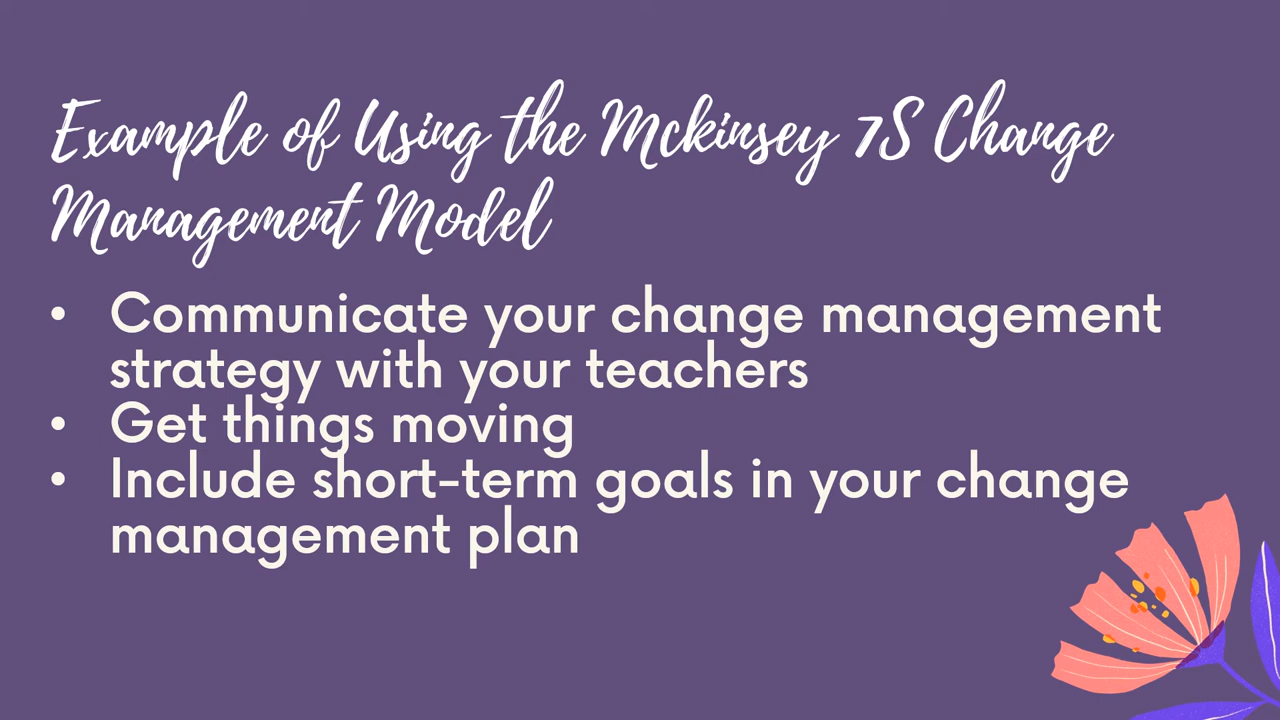 Example of Using the Mckinsey 7S Change
Management Model
• Communicate your change management
strategy with your teachers
• Get things moving
• Include short-term goals in your change
management plan